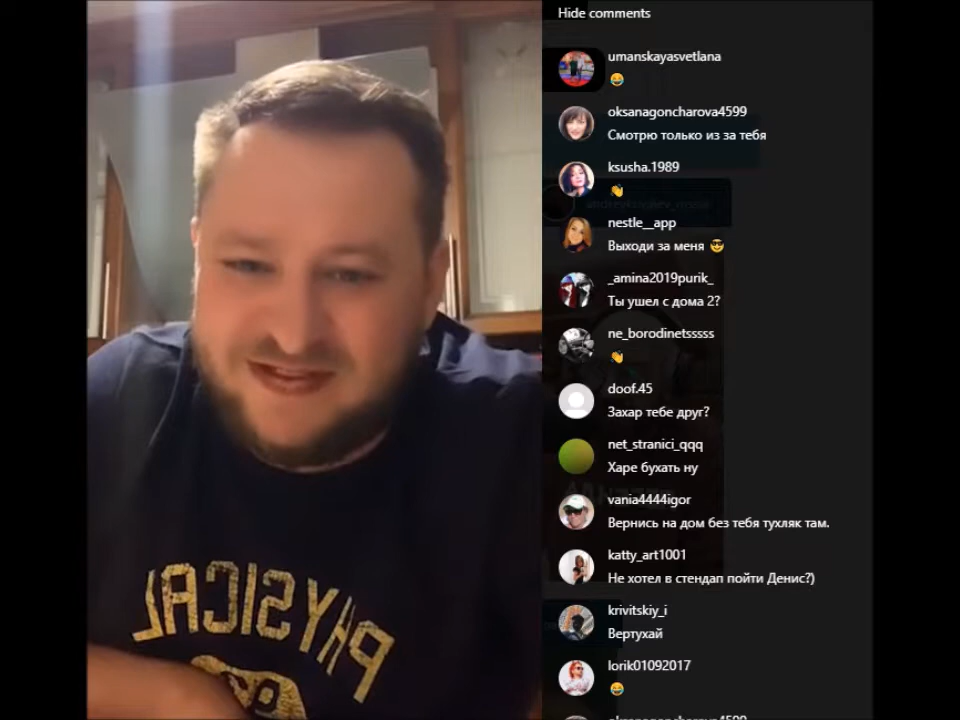 Hide comments
umanskayasvetlana
😂
oksanagoncharova4599
Смотрю только из за тебя
ksusha.1989
👏
nestle__app
Выходи за меня 😎
_amina2019purik_
Ты ушел с дома 2?
ne_borodinetsssss
👏
doof.45
Захар тебе друг?
net_stranici_qqq
Харе бухать ну
vania4444igor
Вернись на дом без тебя тухляк там.
katty_art1001
Не хотел в стендап пойти Денис?)
krivitskiy_i
Вертухай
lorik01092017
😂
oksanagoncharova4599
PHYSICAL